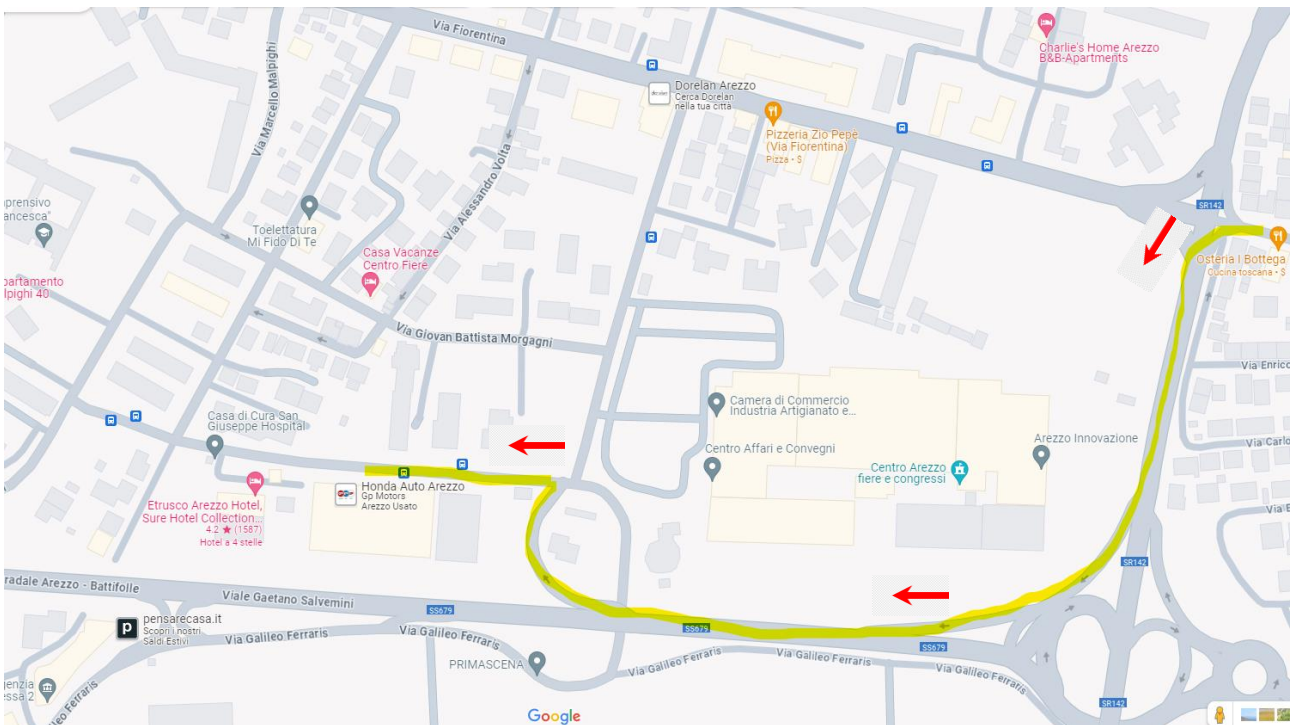 Via Fiorentina
Charlie's Home Arezzo
B&B-Apartments
Via Marcello Malpighi
Dorelan Arezzo
Cerca Dorelan
nella tua città
Pizzeria Zio Pepe
(Via Fiorentina)
Pizza • $
Via Alessandro Volta
mprensivo
ancesca"
Toelettatura
Mi Fido Di Te
SR142
Casa Vacanze
Centro Fiere
Osteria I Bottega
Cucina toscana • $
partamento
lpighi 40
Via Giovan Battista Morgagni
Via Enrico
Camera di Commercio
Industria Artigianato e...
Casa di Cura San
Giuseppe Hospital
Centro Affari e Convegni
Arezzo Innovazione
Via Carlo
Centro Arezzo
fiere e congressi
Honda Auto Arezzo
Gp Motors
Arezzo Usato
Etrusco Arezzo Hotel,
Sure Hotel Collection...
4.2 ★ (1587)
Hotel a 4 stelle
SR142
radale Arezzo - Battifolle
Viale Gaetano Salvemini
SS679
SS679
SS679
p
pensarecasa.it
Scopri i nostri
Saldi Estivi
Via Galileo Ferraris
Via Galileo Ferraris
Via Galileo Ferraris
Via Galileo Ferraris
Via Galileo Ferraris
PRIMASCENA
genzia
essa 2
leo Ferraris
Google
SR142